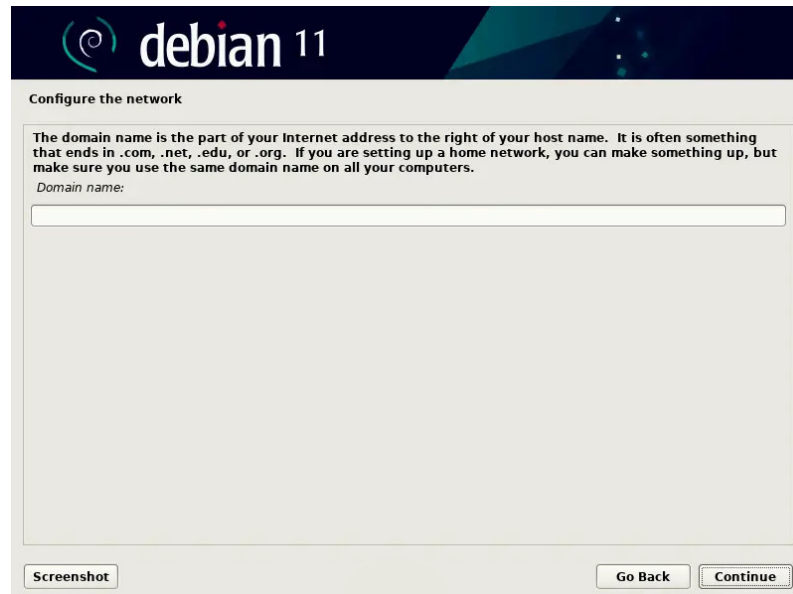 debian 11
Configure the network
The domain name is the part of your Internet address to the right of your host name.  It is often something
that ends in .com, .net, .edu, or .org.  If you are setting up a home network, you can make something up, but
make sure you use the same domain name on all your computers.
Domain name:
Screenshot
Go Back
Continue